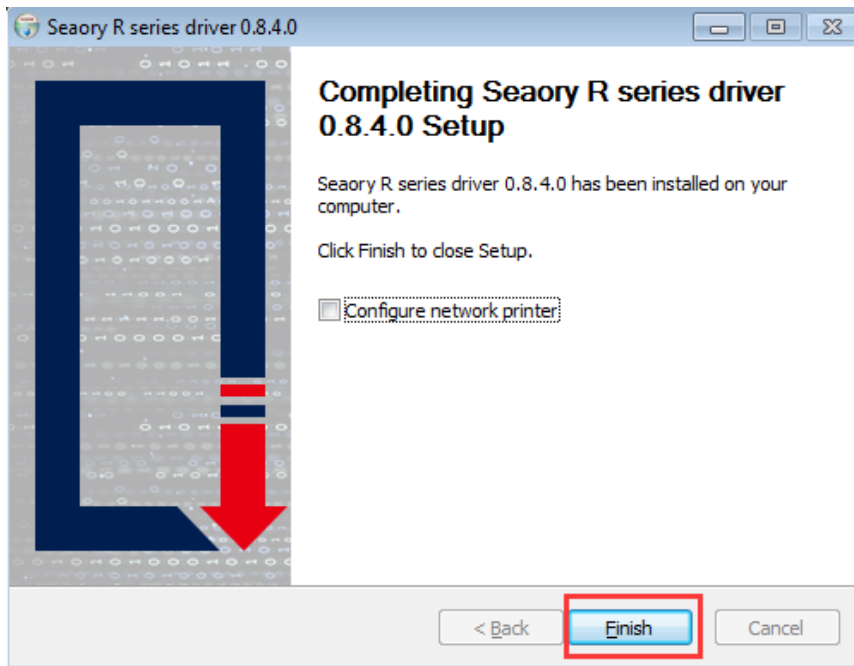 Seaory R series driver 0.8.4.0
Completing Seaory R series driver
0.8.4.0 Setup
Seaory R series driver 0.8.4.0 has been installed on your
computer.
Click Finish to close Setup.
Configure network printer
< Back
Finish
Cancel